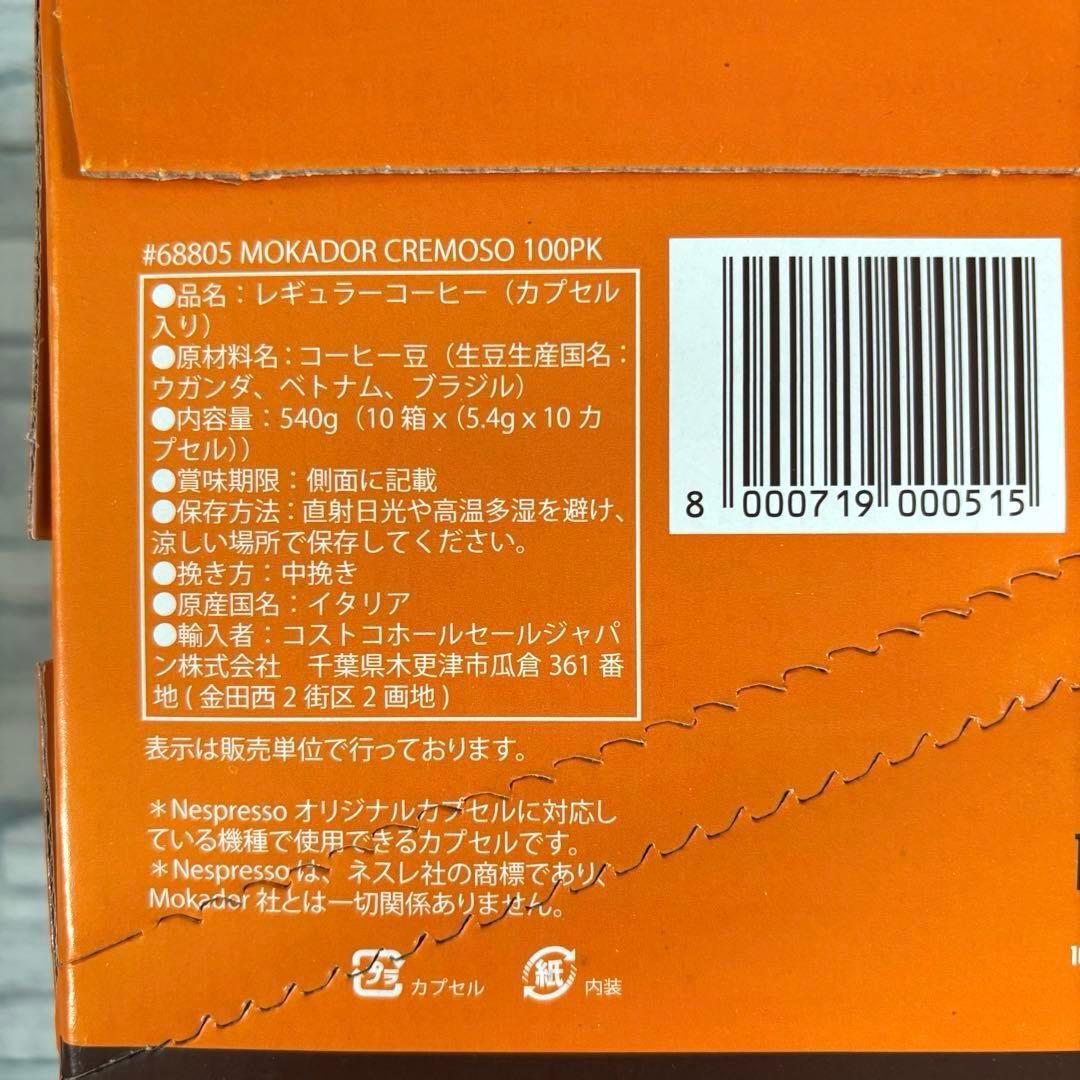 #68805 MOKADOR CREMOSO 100PK
●品名：レギュラーコーヒー（カプセル
入り）
●原材料名：コーヒー豆（生豆生産国名：
ウガンダ、ベトナム、ブラジル）
●内容量：540g（10 箱 x（5.4g x 10 カ
プセル））
●賞味期限：側面に記載
●保存方法：直射日光や高温多湿を避け、
涼しい場所で保存してください。
●挽き方：中挽き
●原産国名：イタリア
●輸入者：コストコホールセールジャパ
ン株式会社　千葉県木更津市瓜倉 361 番
地 ( 金田西 2 街区 2 画地 )
表示は販売単位で行っております。
＊Nespresso オリジナルカプセルに対応し
ている機種で使用できるカプセルです。
＊Nespresso は、ネスレ社の商標であり、
Mokador 社とは一切関係ありません。
プラ カプセル
紙 内装
8 000719 000515